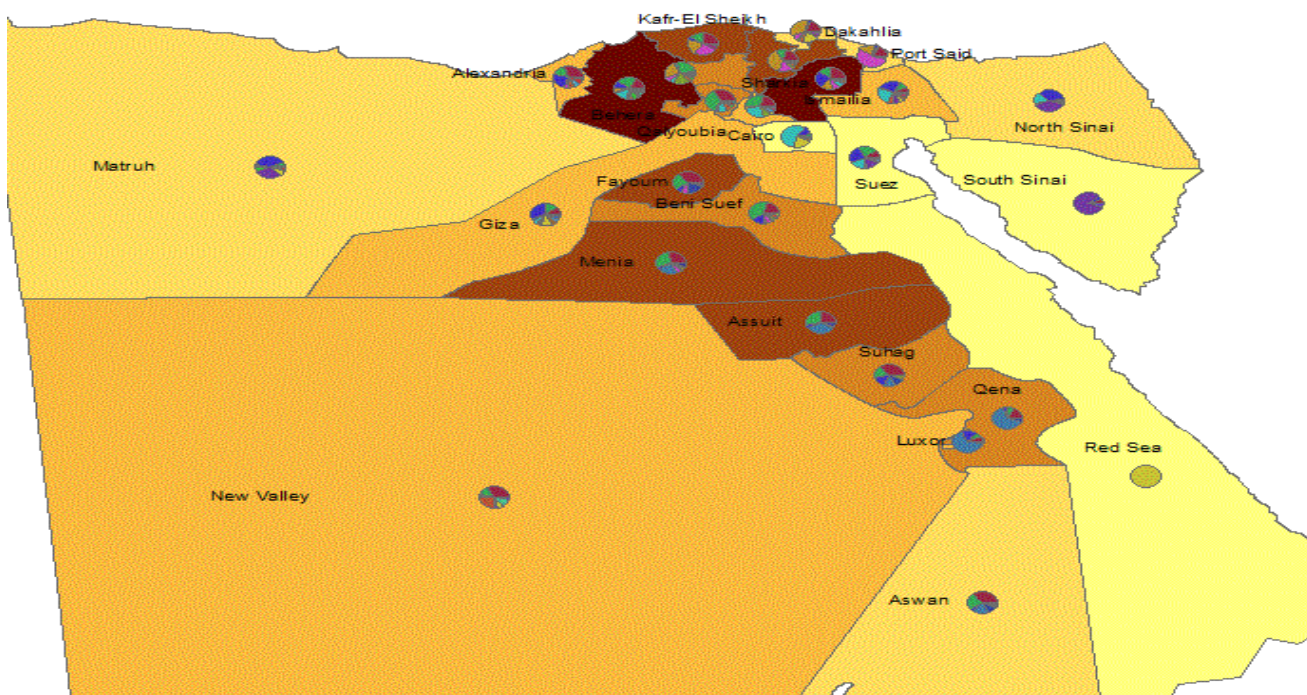 Kafr-El Sheikh
Dakahlia
Port Said
Alexandria
Sharkia
Ismailia
Behera
Qalyoubia
Cairo
North Sinai
Matruh
Fayoum
Suez
South Sinai
Beni Suef
Giza
Menia
Assuit
Suhag
Qena
Luxor
Red Sea
New Valley
Aswan